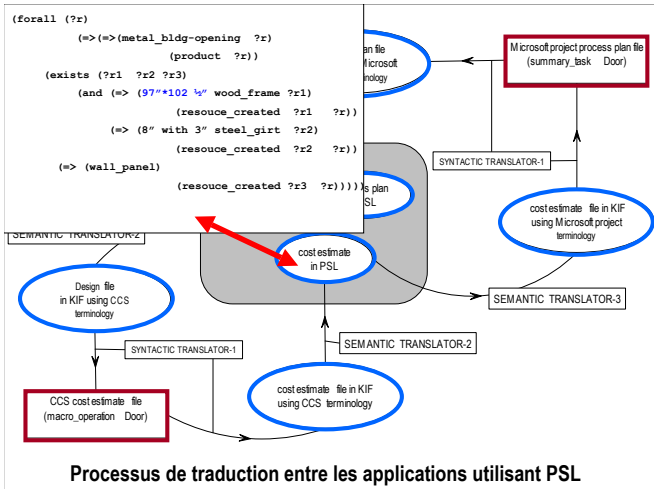 (forall (?r
(=>(=>(metal_bldg-opening ?r)
(product ?r))
(exists (?r1 ?r2 ?r3)
(and (=> (97”*102 ½” wood_frame ?r1)
(resouce_created ?r1 ?r))
(=> (8” with 3” steel_girt ?r2)
(resouce_created ?r2 ?r))
(=> (wall_panel)
(resouce_created ?r3 ?r)))))
file
Microsoft
Microsoft project process plan file
(summary_task Door)
SYNTACTIC TRANSLATOR-1
plan
cost estimate file in KIF
using Microsoft project
terminology
SEMANTIC TRANSLATOR-2
cost estimate
in PSL
Design file
in KIF using CCS
terminology
SEMANTIC TRANSLATOR-3
SYNTACTIC TRANSLATOR-1
SEMANTIC TRANSLATOR-2
CCS cost estimate file
(macro_operation Door)
cost estimate file in KIF
using CCS terminology
Processus de traduction entre les applications utilisant PSL